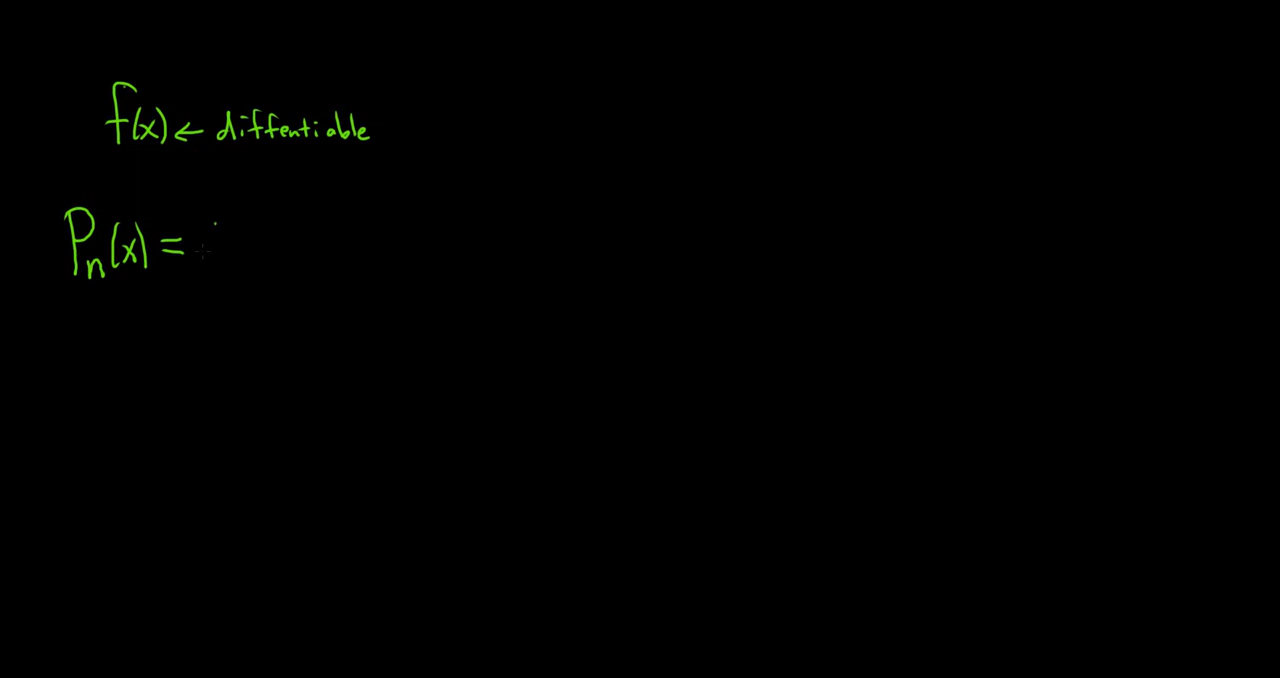 f(x) ← diffentiable
Pₙ(x) =